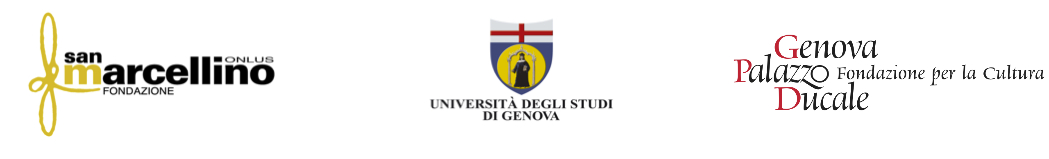 san
ONLUS
marcellino
FONDAZIONE
UNIVERSITÀ DEGLI STUDI
DI GENOVA
Genova
Palazzo Fondazione per la Cultura
Ducale